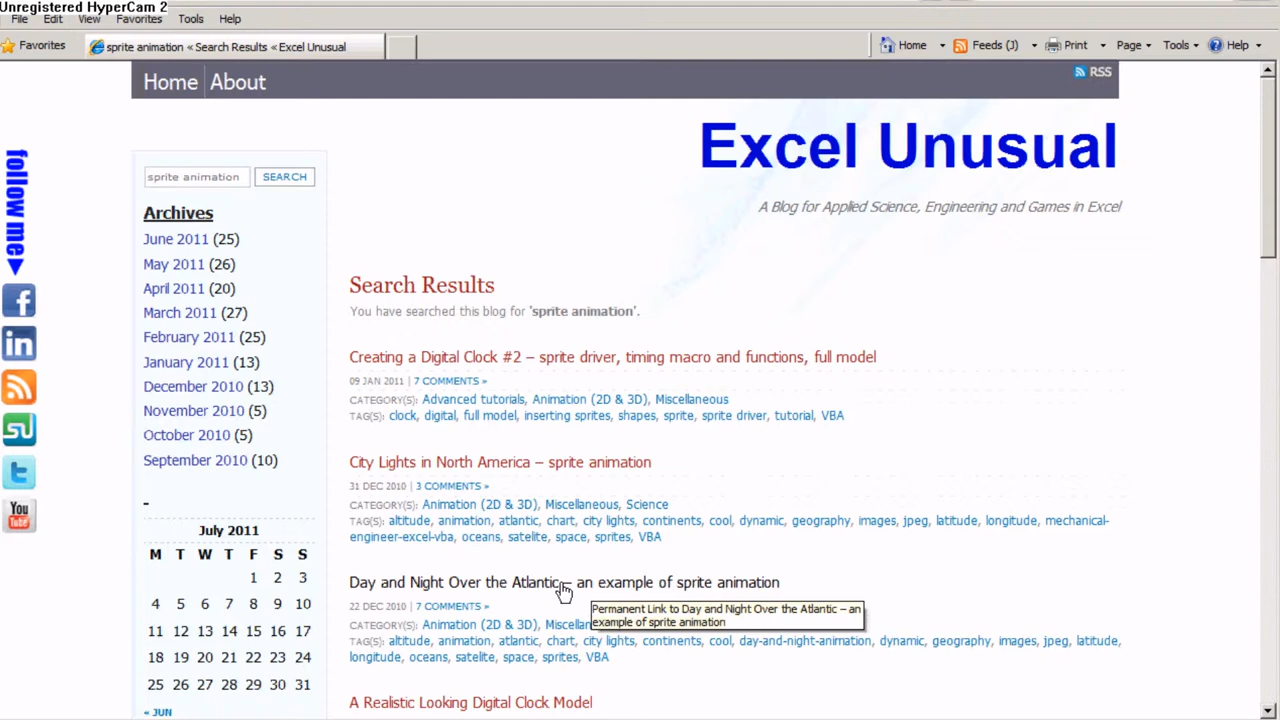 Unregistered HyperCam 2
File Edit View Favorites Tools Help
Favorites sprite animation « Search Results « Excel Unusual Home Feeds (J) Print Page Tools Help
Home About RSS
Excel Unusual
A Blog for Applied Science, Engineering and Games in Excel
follow me
sprite animation SEARCH
Archives
June 2011 (25)
May 2011 (26)
April 2011 (20)
March 2011 (27)
February 2011 (25)
January 2011 (13)
December 2010 (13)
November 2010 (5)
October 2010 (5)
September 2010 (10)
-
July 2011
M T W T F S S
1 2 3
4 5 6 7 8 9 10
11 12 13 14 15 16 17
18 19 20 21 22 23 24
25 26 27 28 29 30 31
« JUN
Search Results
You have searched this blog for 'sprite animation'.
Creating a Digital Clock #2 – sprite driver, timing macro and functions, full model
09 JAN 2011 | 7 COMMENTS »
CATEGORY(S): Advanced tutorials, Animation (2D & 3D), Miscellaneous
TAG(S): clock, digital, full model, inserting sprites, shapes, sprite, sprite driver, tutorial, VBA
City Lights in North America – sprite animation
31 DEC 2010 | 3 COMMENTS »
CATEGORY(S): Animation (2D & 3D), Miscellaneous, Science
TAG(S): altitude, animation, atlantic, chart, city lights, continents, cool, dynamic, geography, images, jpeg, latitude, longitude, mechanical-
engineer-excel-vba, oceans, satelite, space, sprites, VBA
Day and Night Over the Atlantic – an example of sprite animation
22 DEC 2010 | 7 COMMENTS »
Permanent Link to Day and Night Over the Atlantic – an
example of sprite animation
CATEGORY(S): Animation (2D & 3D), Miscellan
TAG(S): altitude, animation, atlantic, chart, city lights, continents, cool, day-and-night-animation, dynamic, geography, images, jpeg, latitude,
longitude, oceans, satelite, space, sprites, VBA
A Realistic Looking Digital Clock Model
f
in
SU
t
You
Tube